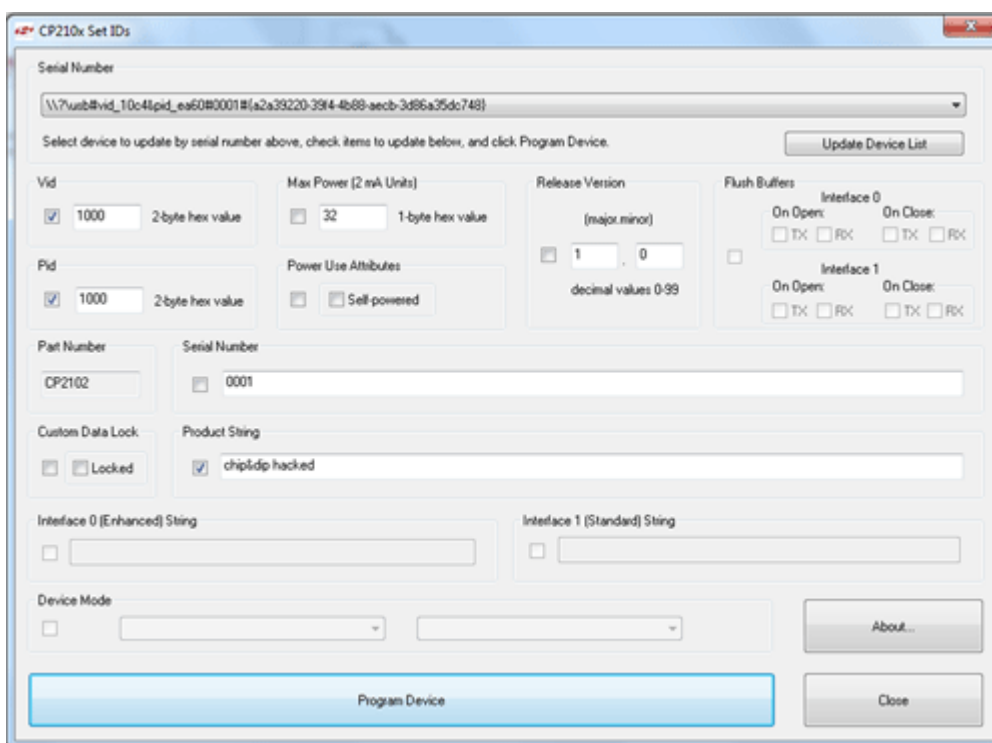 CP210x Set IDs
Serial Number
\\?\usb#vid_10c4&pid_ea60#0001#{a2a39220-39f4-4b88-aecb-3d86a35dc748}
Select device to update by serial number above, check items to update below, and click Program Device.
Update Device List
Vid
1000
2-byte hex value
Max Power (2 mA Units)
32
1-byte hex value
Release Version
(major.minor)
1 . 0
decimal values 0-99
Flush Buffers
Interface 0
On Open: On Close:
TX RX TX RX
Interface 1
On Open: On Close:
TX RX TX RX
Pid
1000
2-byte hex value
Power Use Attributes
Self-powered
Part Number
CP2102
Serial Number
0001
Custom Data Lock
Locked
Product String
chip&dip hacked
Interface 0 (Enhanced) String
Interface 1 (Standard) String
Device Mode
About...
Program Device
Close